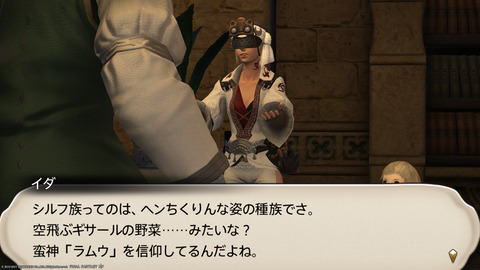 イダ
シルフ族ってのは、ヘンちくりんな姿の種族でさ。
空飛ぶギサールの野菜……みたいな？
蛮神「ラムウ」を信仰してるんだよね。